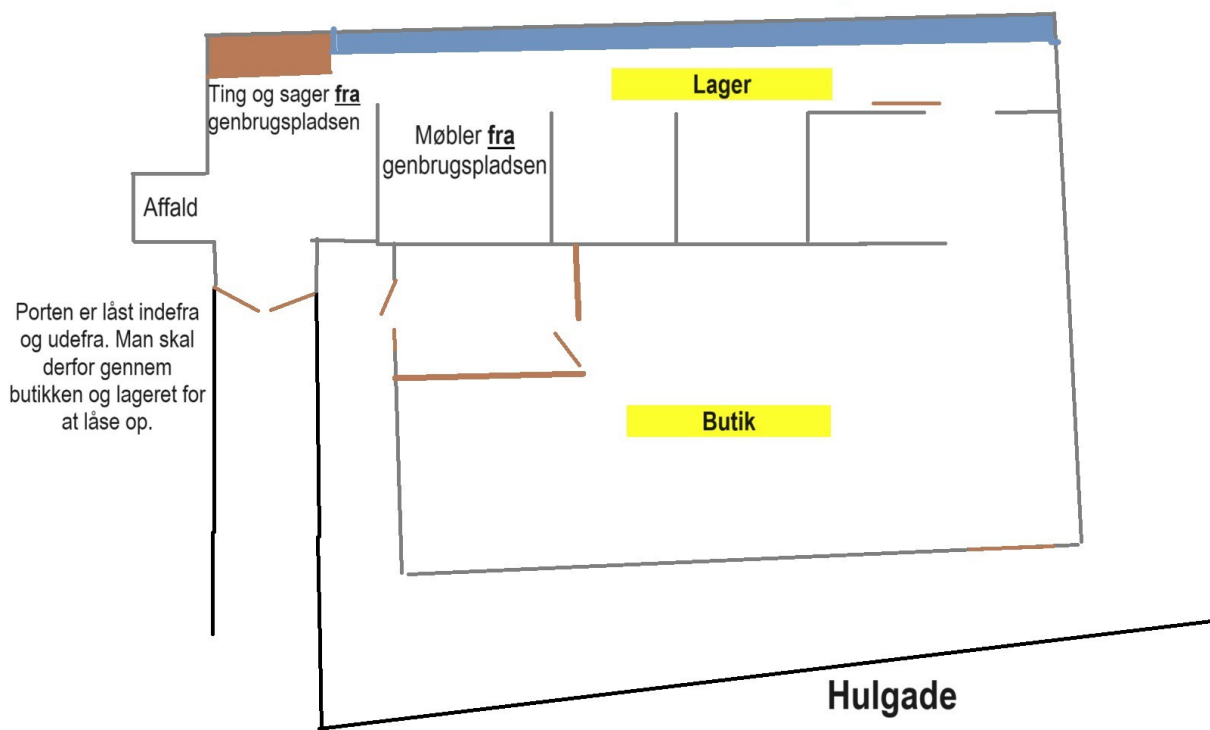 Lager
Ting og sager fra
genbrugspladsen
Møbler fra
genbrugspladsen
Affald
Porten er låst indefra
og udefra. Man skal
derfor gennem
butikken og lageret for
at låse op.
Butik
Hulgade